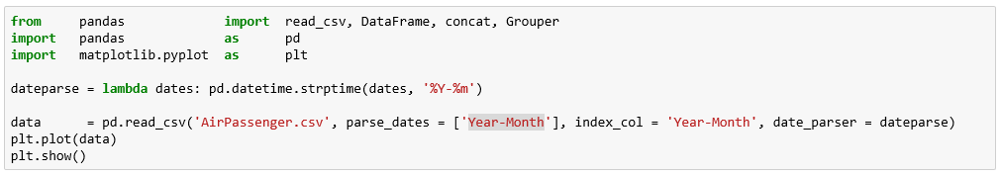 from pandas import read_csv, DataFrame, concat, Grouper
import pandas as pd
import matplotlib.pyplot as plt
dateparse = lambda dates: pd.datetime.strptime(dates, '%Y-%m')
data = pd.read_csv('AirPassenger.csv', parse_dates = ['Year-Month'], index_col = 'Year-Month', date_parser = dateparse)
plt.plot(data)
plt.show()